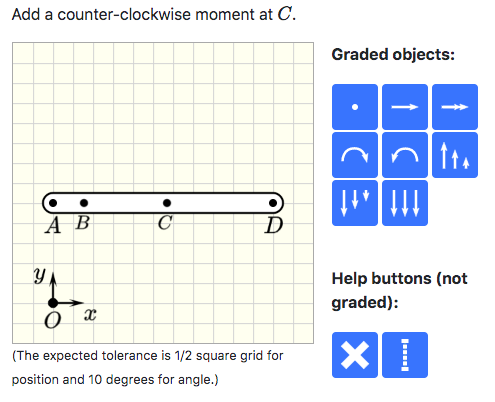 Add a counter-clockwise moment at C.
Graded objects:
A B C D
y
O x
Help buttons (not
graded):
(The expected tolerance is 1/2 square grid for
position and 10 degrees for angle.)